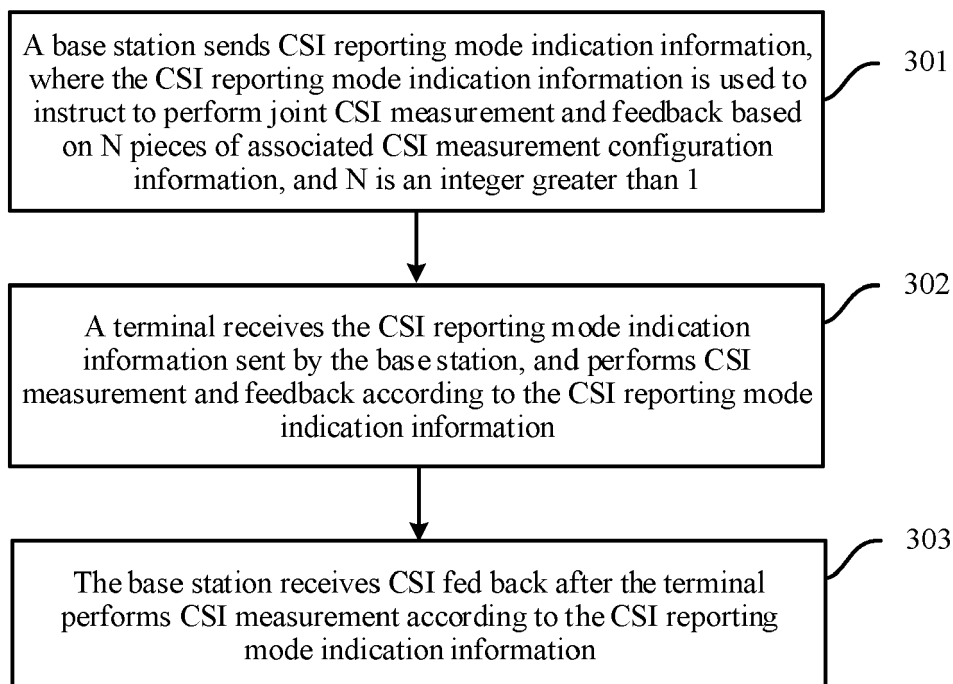 A base station sends CSI reporting mode indication information,
where the CSI reporting mode indication information is used to
instruct to perform joint CSI measurement and feedback based
on N pieces of associated CSI measurement configuration
information, and N is an integer greater than 1
301
A terminal receives the CSI reporting mode indication
information sent by the base station, and performs CSI
measurement and feedback according to the CSI reporting mode
indication information
302
The base station receives CSI fed back after the terminal
performs CSI measurement according to the CSI reporting
mode indication information
303